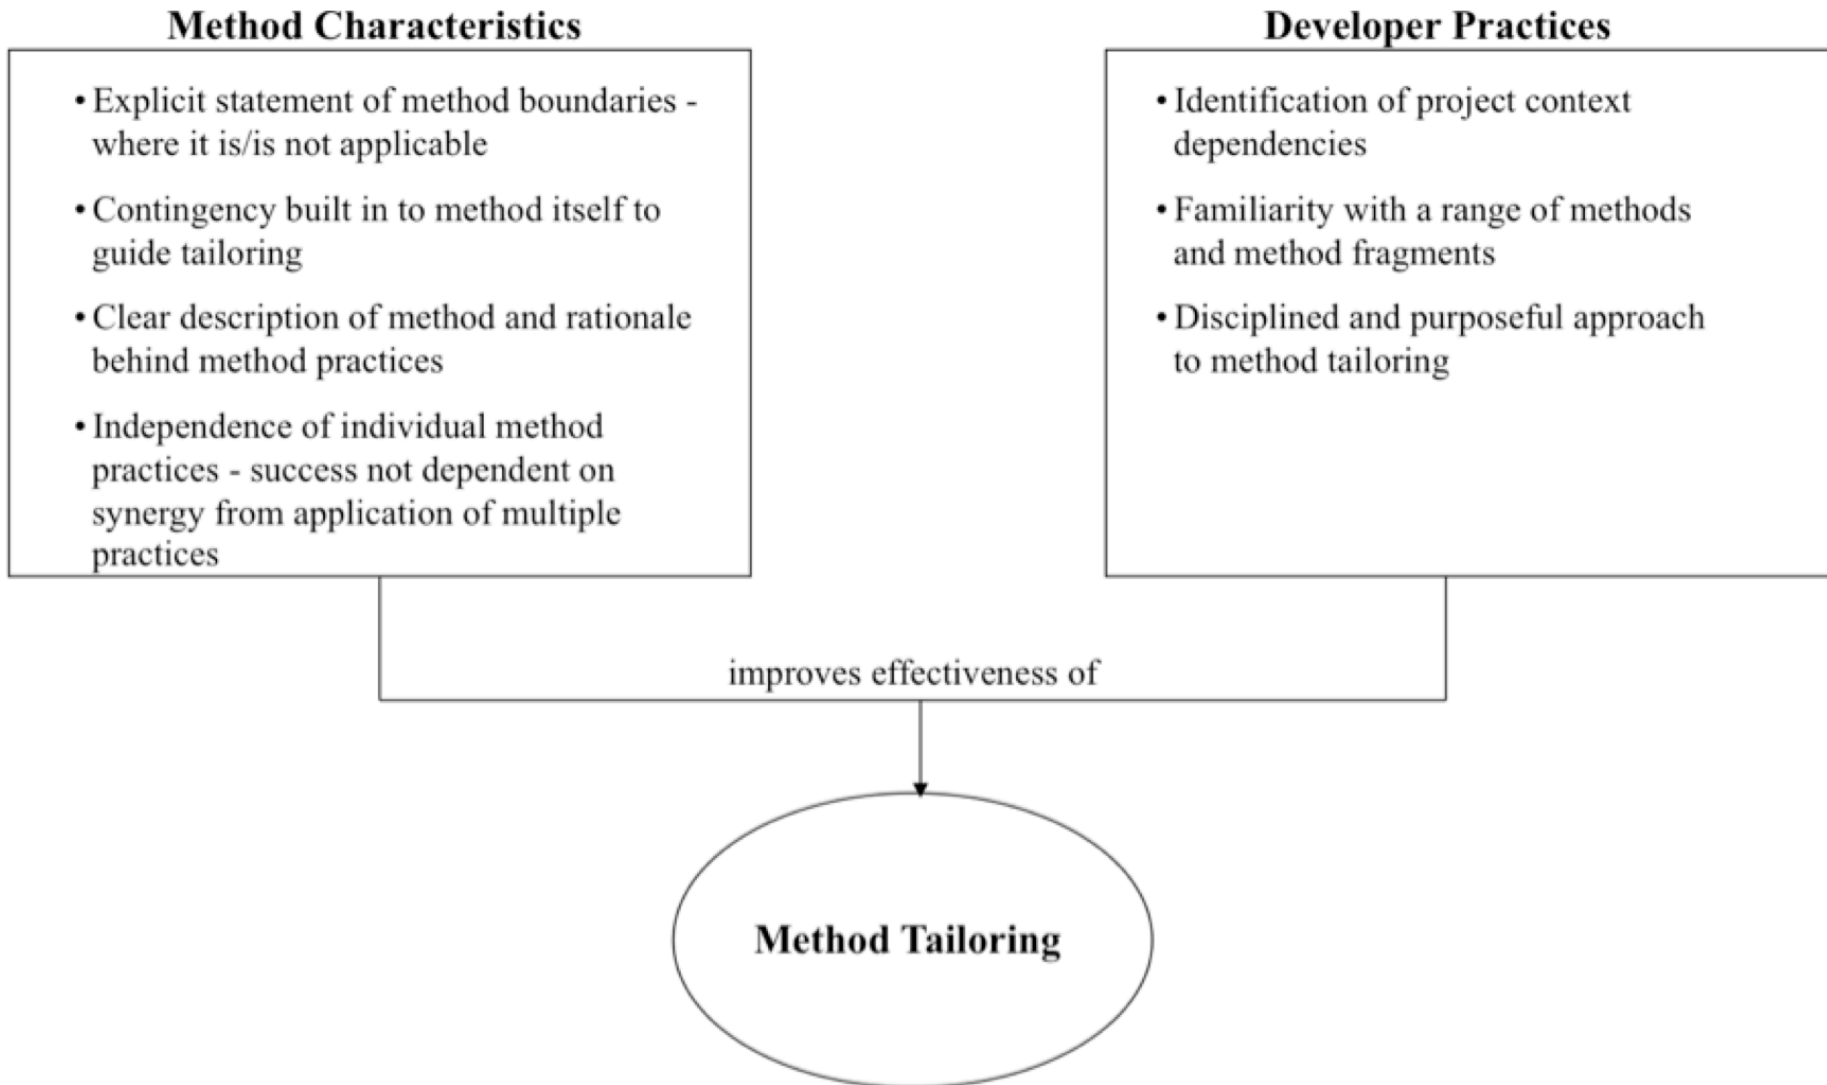 Method Characteristics
• Explicit statement of method boundaries -
where it is/is not applicable
• Contingency built in to method itself to
guide tailoring
• Clear description of method and rationale
behind method practices
• Independence of individual method
practices - success not dependent on
synergy from application of multiple
practices
Developer Practices
• Identification of project context
dependencies
• Familiarity with a range of methods
and method fragments
• Disciplined and purposeful approach
to method tailoring
improves effectiveness of
Method Tailoring